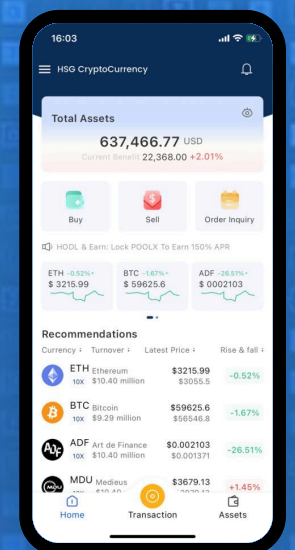 16:03
HSG CryptoCurrency
Total Assets
637,466.77 USD
Current Benefit 22,368.00 +2.01%
Buy Sell Order Inquiry
HODL & Earn: Lock POOLX To Earn 150% APR
ETH -0.52% BTC -1.67% ADF -26.51%
$ 3215.99 $ 59625.6 $ 0002103
Recommendations
Currency Turnover Latest Price Rise & fall
ETH Ethereum $3215.99 -0.52%
10X $10.40 million $3055.5
BTC Bitcoin $59625.6 -1.67%
10X $9.29 million $56546.8
ADF Art de Finance $0.002103 -26.51%
10X $10.40 million $0.001371
MDU Medieus $3679.13 +1.45%
10X
Home Transaction Assets